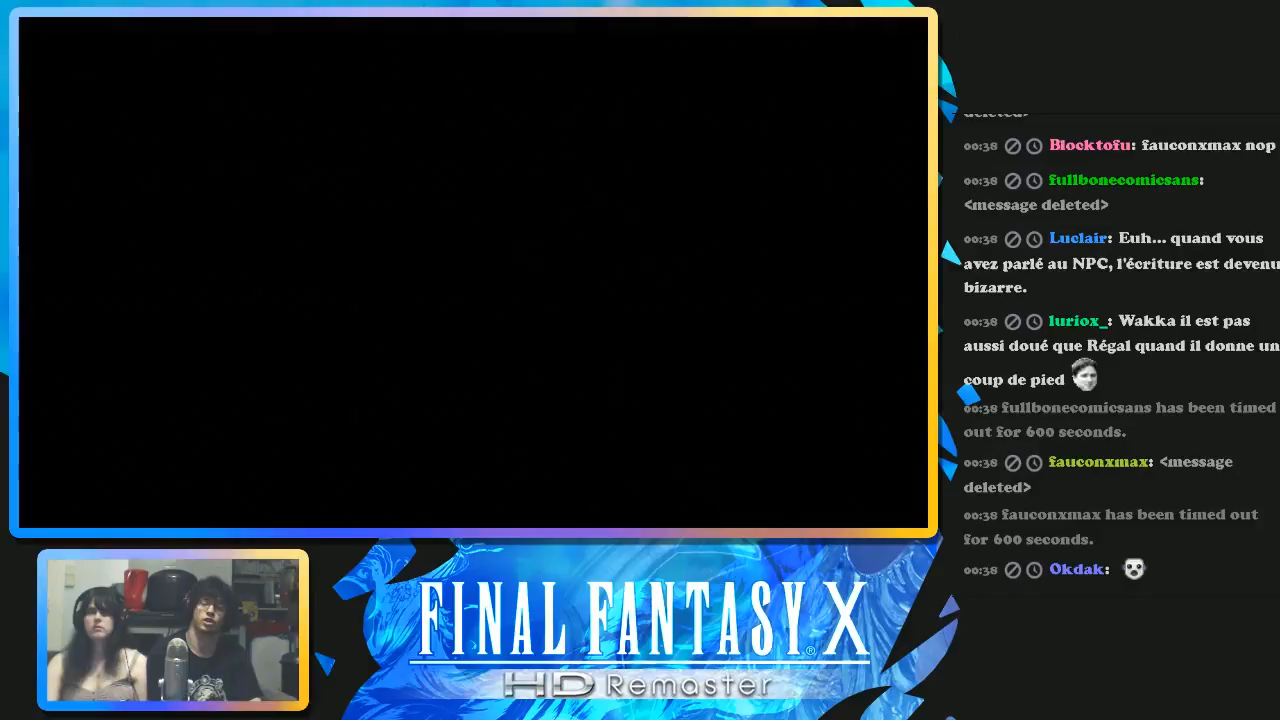 deleted>
00:38 Blocktofu: fauconxmax nop
00:38 fullbonecomicsans:
<message deleted>
00:38 Luclair: Euh... quand vous
avez parlé au NPC, l'écriture est devenu
bizarre.
00:38 luriox_: Wakka il est pas
aussi doué que Régal quand il donne un
coup de pied
00:38 fullbonecomicsans has been timed
out for 600 seconds.
00:38 fauconxmax: <message
deleted>
00:38 fauconxmax has been timed out
for 600 seconds.
00:38 Okdak:
FINAL FANTASY® X
HD Remaster